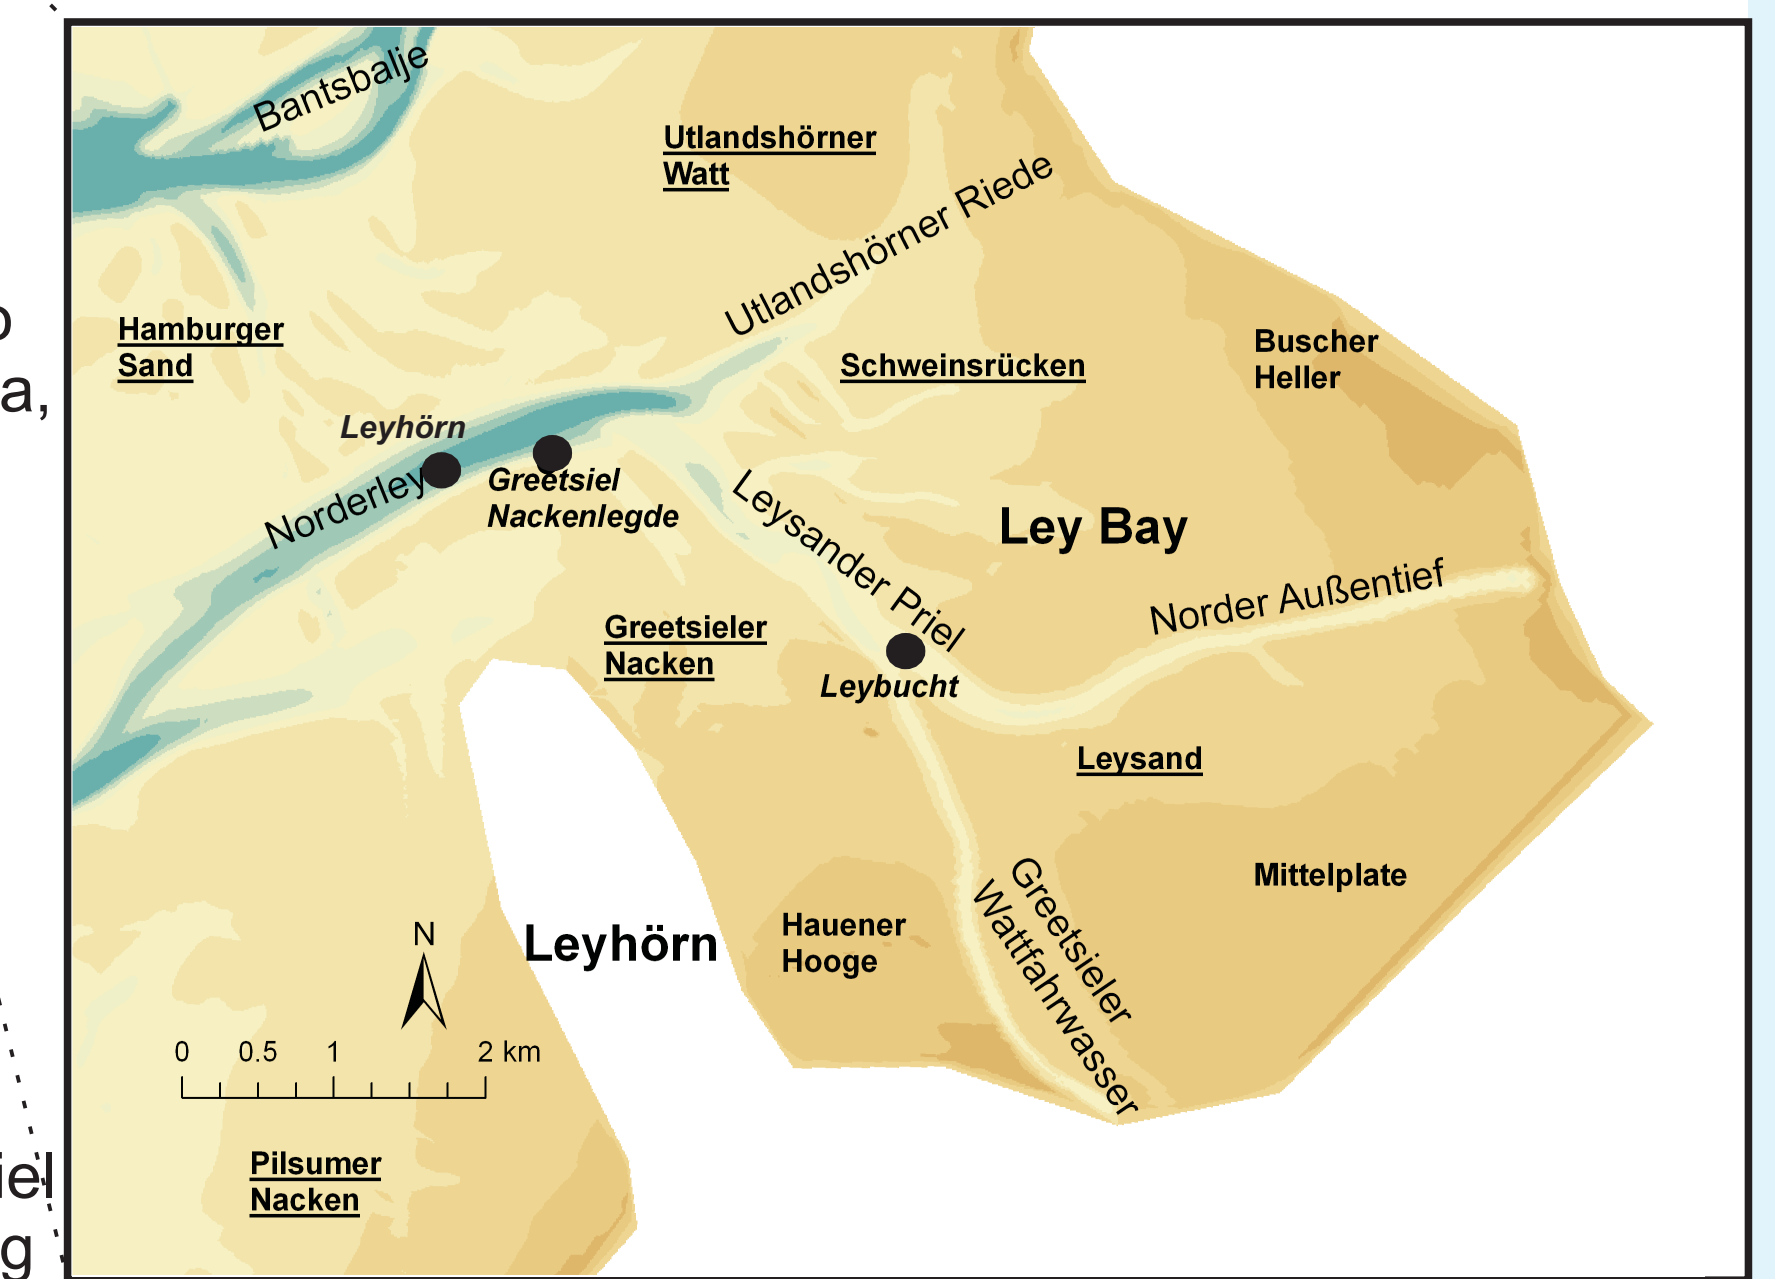 Bantsbalje
Utlandshörner
Watt
Utlandshörner Riede
Hamburger
Sand
Schweinsrücken
Buscher
Heller
a,
Leyhörn
Norderley
Greetsiel
Nackenlegde
Leysander Priel
Ley Bay
Norder Außentief
Greetsieler
Nacken
Leybucht
Leysand
Mittelplate
Greetsieler
Wattfahrwasser
Hauener
Hooge
Leyhörn
N
0 0.5 1 2 km
Pilsumer
Nacken
iel
g